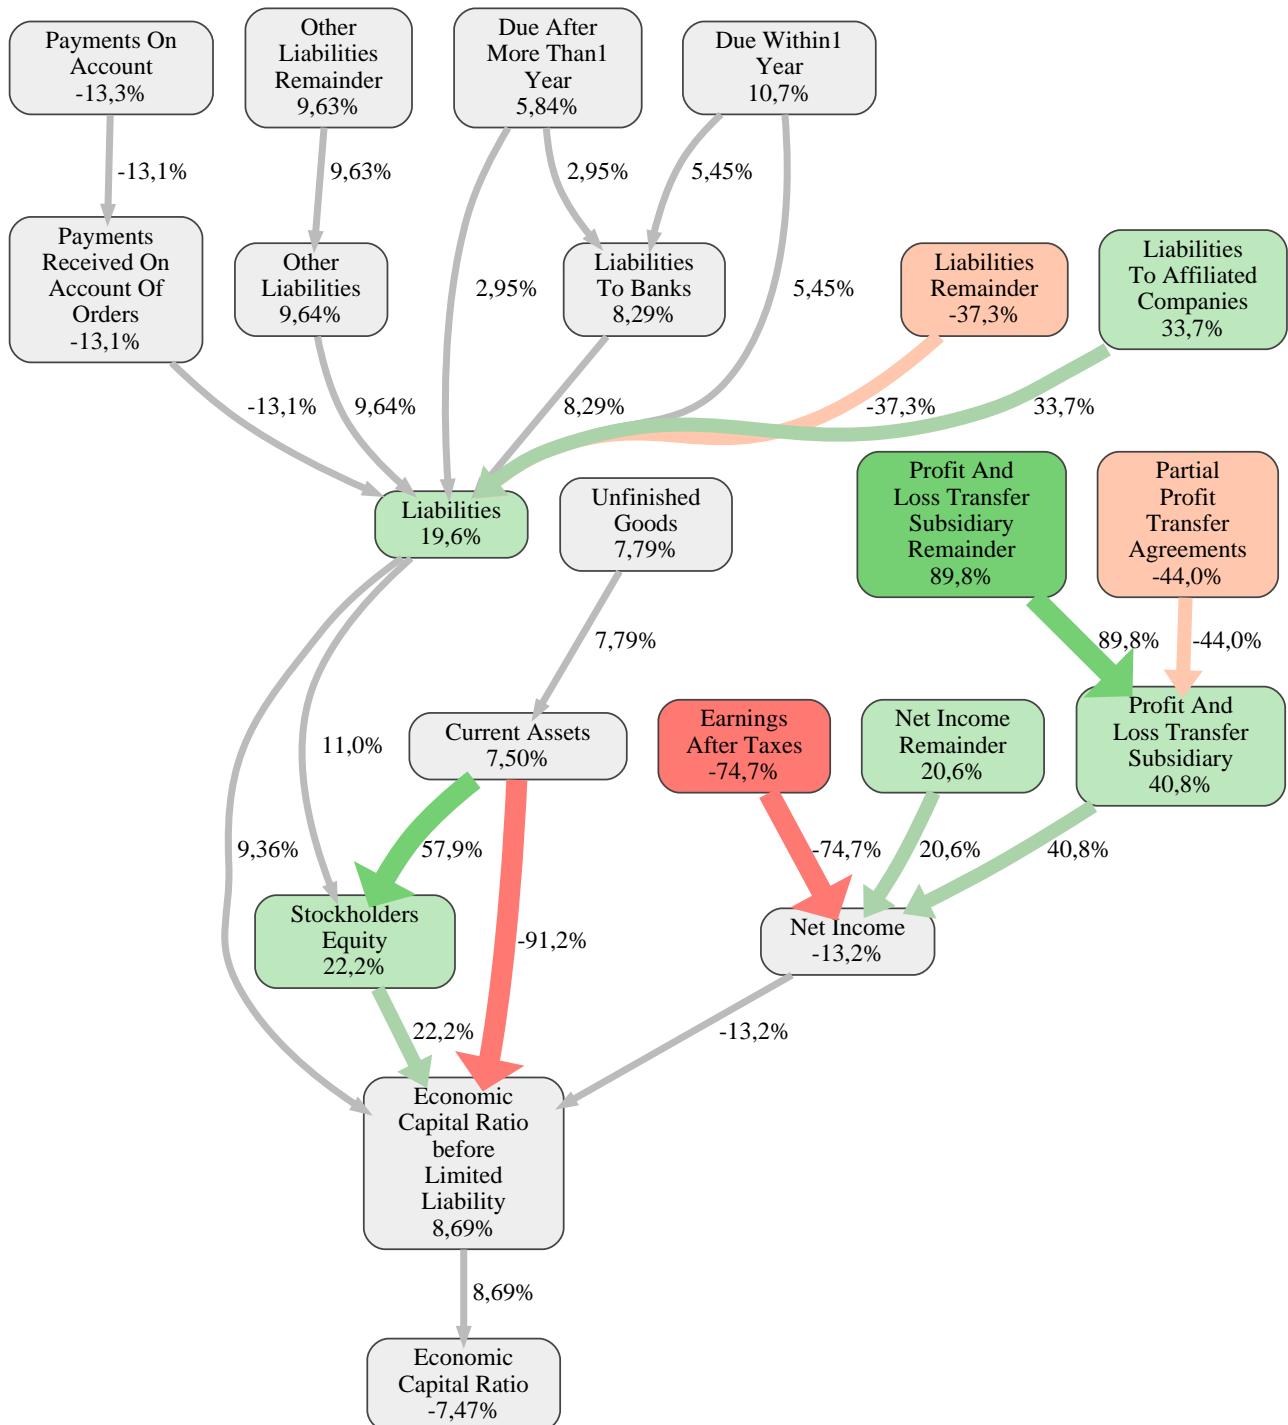 Payments On
Account
-13,3%
Other
Liabilities
Remainder
9,63%
Due After
More Than1
Year
5,84%
Due Within1
Year
10,7%
-13,1%
9,63%
2,95%
5,45%
Payments
Received On
Account Of
Orders
-13,1%
Other
Liabilities
9,64%
2,95%
Liabilities
To Banks
8,29%
5,45%
Liabilities
Remainder
-37,3%
Liabilities
To Affiliated
Companies
33,7%
-13,1%
9,64%
8,29%
-37,3%
33,7%
Liabilities
19,6%
Unfinished
Goods
7,79%
Profit And
Loss Transfer
Subsidiary
Remainder
89,8%
Partial
Profit
Transfer
Agreements
-44,0%
7,79%
89,8%
-44,0%
11,0%
Current Assets
7,50%
Earnings
After Taxes
-74,7%
Net Income
Remainder
20,6%
Profit And
Loss Transfer
Subsidiary
40,8%
9,36%
57,9%
-91,2%
-74,7%
20,6%
40,8%
Stockholders
Equity
22,2%
Net Income
-13,2%
22,2%
-13,2%
Economic
Capital Ratio
before
Limited
Liability
8,69%
8,69%
Economic
Capital Ratio
-7,47%